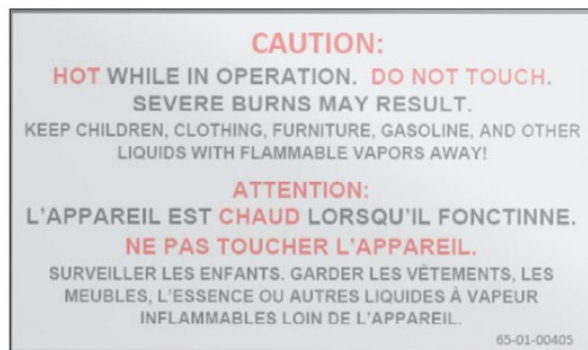 CAUTION:
HOT WHILE IN OPERATION. DO NOT TOUCH.
SEVERE BURNS MAY RESULT.
KEEP CHILDREN, CLOTHING, FURNITURE, GASOLINE, AND OTHER
LIQUIDS WITH FLAMMABLE VAPORS AWAY!
ATTENTION:
L'APPAREIL EST CHAUD LORSQU'IL FONCTINNE.
NE PAS TOUCHER L'APPAREIL.
SURVEILLER LES ENFANTS. GARDER LES VÊTEMENTS, LES
MEUBLES, L'ESSENCE OU AUTRES LIQUIDES À VAPEUR
INFLAMMABLES LOIN DE L'APPAREIL.
65-01-00405